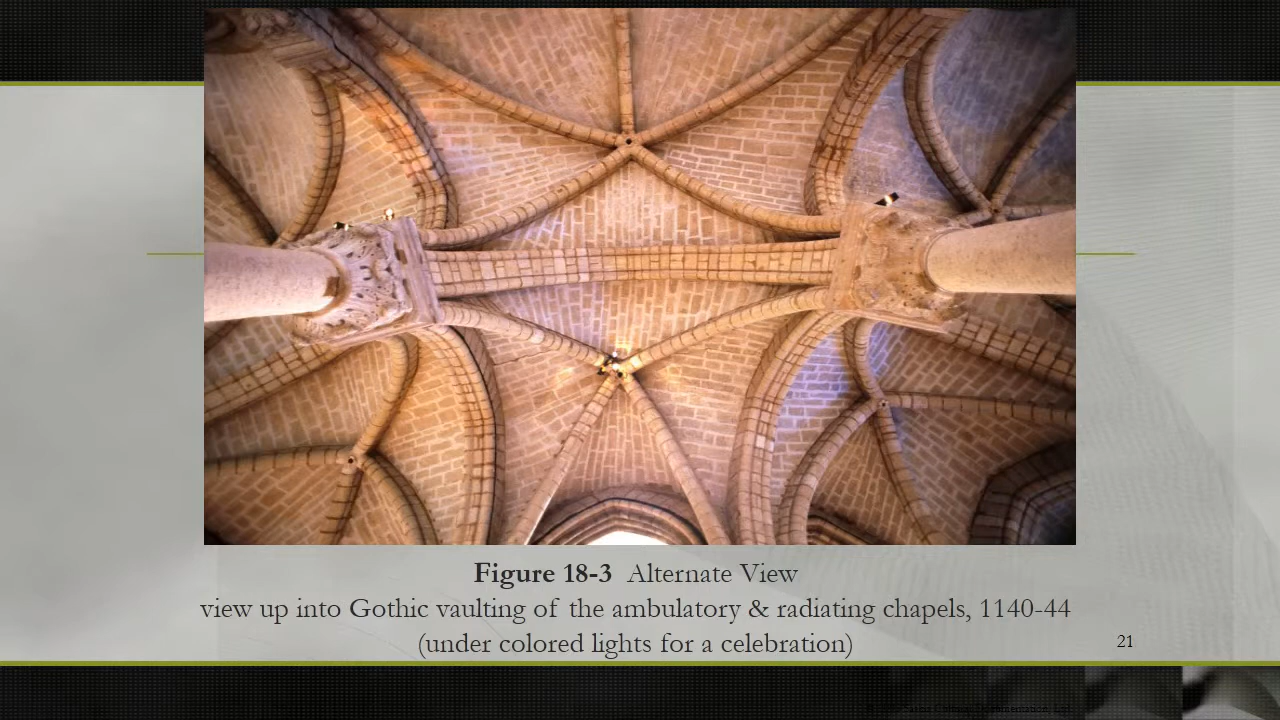 Figure 18-3 Alternate View
view up into Gothic vaulting of the ambulatory & radiating chapels, 1140-44
(under colored lights for a celebration)
21